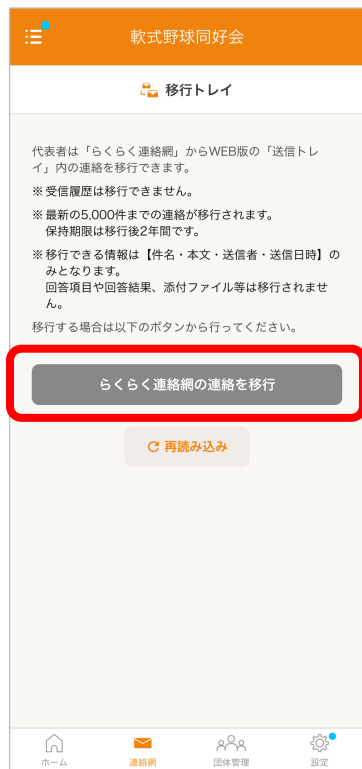 軟式野球同好会
移行トレイ
代表者は「らくらく連絡網」からWEB版の「送信トレ
イ」内の連絡を移行できます。
※受信履歴は移行できません。
※最新の5,000件までの連絡が移行されます。
保持期限は移行後2年間です。
※移行できる情報は【件名・本文・送信者・送信日時】の
みとなります。
回答項目や回答結果、添付ファイル等は移行されませ
ん。
移行する場合は以下のボタンから行ってください。
らくらく連絡網の連絡を移行
再読み込み
ホーム 連絡網 団体管理 設定